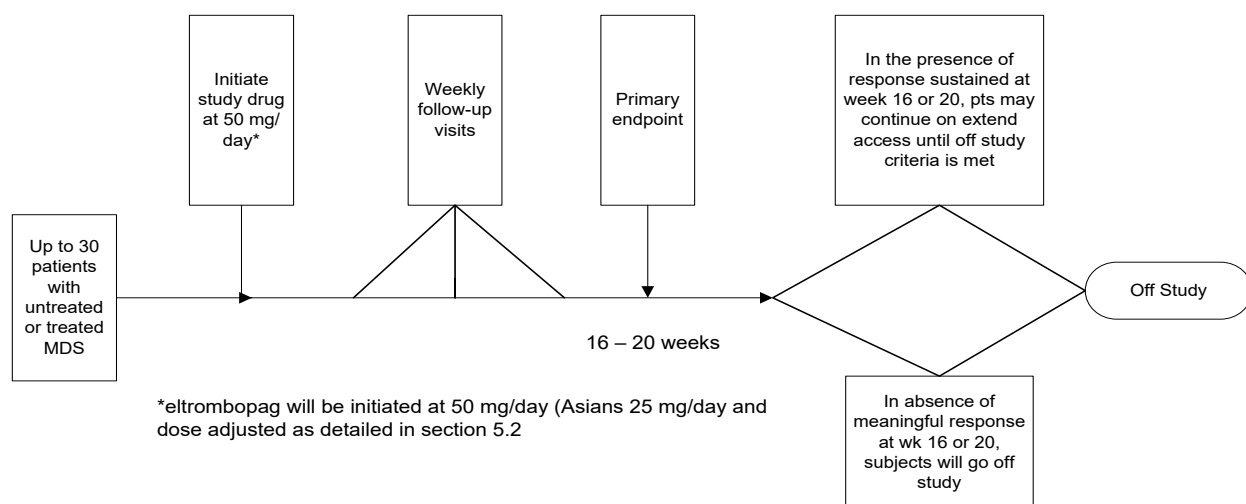 Initiate
study drug
at 50 mg/
day*
Weekly
follow-up
visits
Primary
endpoint
In the presence of
response sustained at
week 16 or 20, pts may
continue on extend
access until off study
criteria is met
Up to 30
patients
with
untreated
or treated
MDS
Off Study
16 – 20 weeks
*eltrombopag will be initiated at 50 mg/day (Asians 25 mg/day and
dose adjusted as detailed in section 5.2
In absence of
meaningful response
at wk 16 or 20,
subjects will go off
study